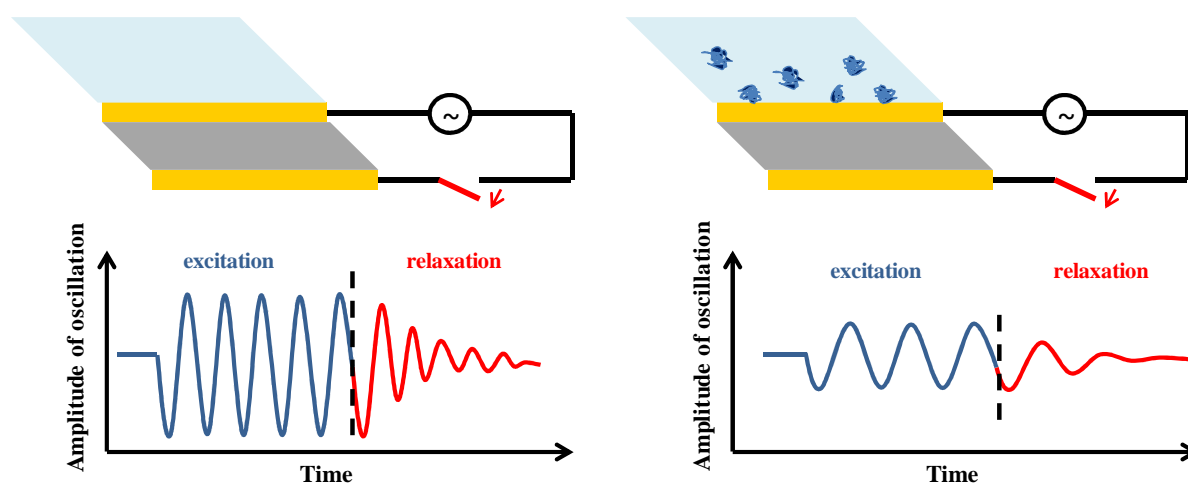 ~
~
excitation
relaxation
Amplitude of oscillation
Time
excitation
relaxation
Amplitude of oscillation
Time